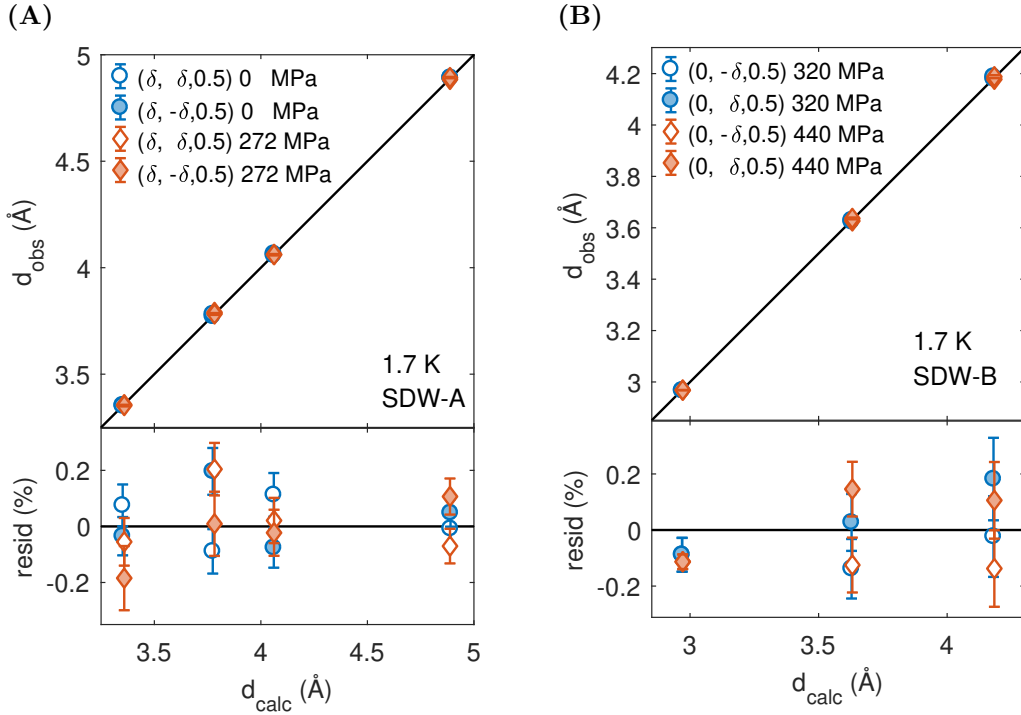 (A)
5
4.5
4
3.5
d_obs (Å)
(δ, δ,0.5) 0 MPa
(δ, -δ,0.5) 0 MPa
(δ, δ,0.5) 272 MPa
(δ, -δ,0.5) 272 MPa
1.7 K
SDW-A
0.2
0
-0.2
resid (%)
3.5 4 4.5 5
d_calc (Å)
(B)
4.2
4
3.8
3.6
3.4
3.2
3
d_obs (Å)
(0, -δ,0.5) 320 MPa
(0, δ,0.5) 320 MPa
(0, -δ,0.5) 440 MPa
(0, δ,0.5) 440 MPa
1.7 K
SDW-B
0.2
0
-0.2
resid (%)
3 3.5 4
d_calc (Å)